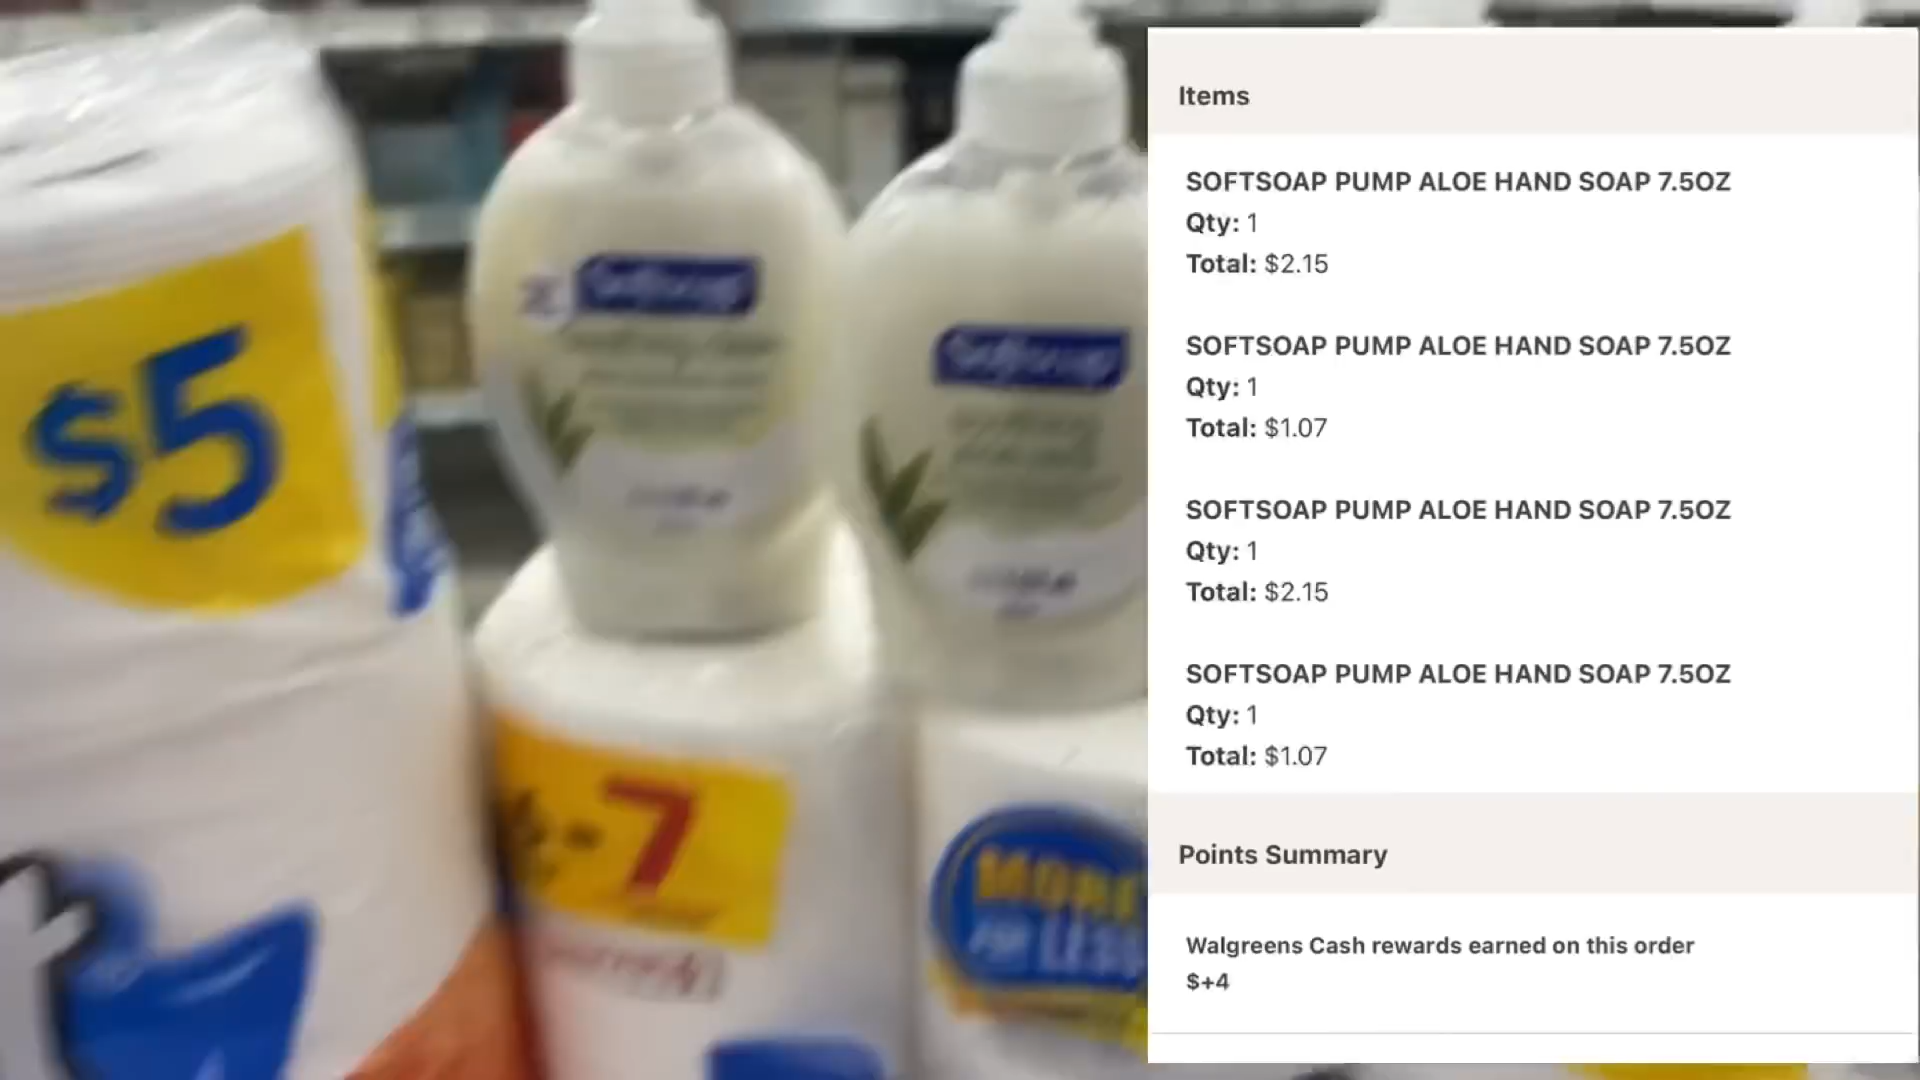 $5
Softsoap
Softsoap
7
MORE
FOR LESS
Items
SOFTSOAP PUMP ALOE HAND SOAP 7.5OZ
Qty: 1
Total: $2.15
SOFTSOAP PUMP ALOE HAND SOAP 7.5OZ
Qty: 1
Total: $1.07
SOFTSOAP PUMP ALOE HAND SOAP 7.5OZ
Qty: 1
Total: $2.15
SOFTSOAP PUMP ALOE HAND SOAP 7.5OZ
Qty: 1
Total: $1.07
Points Summary
Walgreens Cash rewards earned on this order
$+4